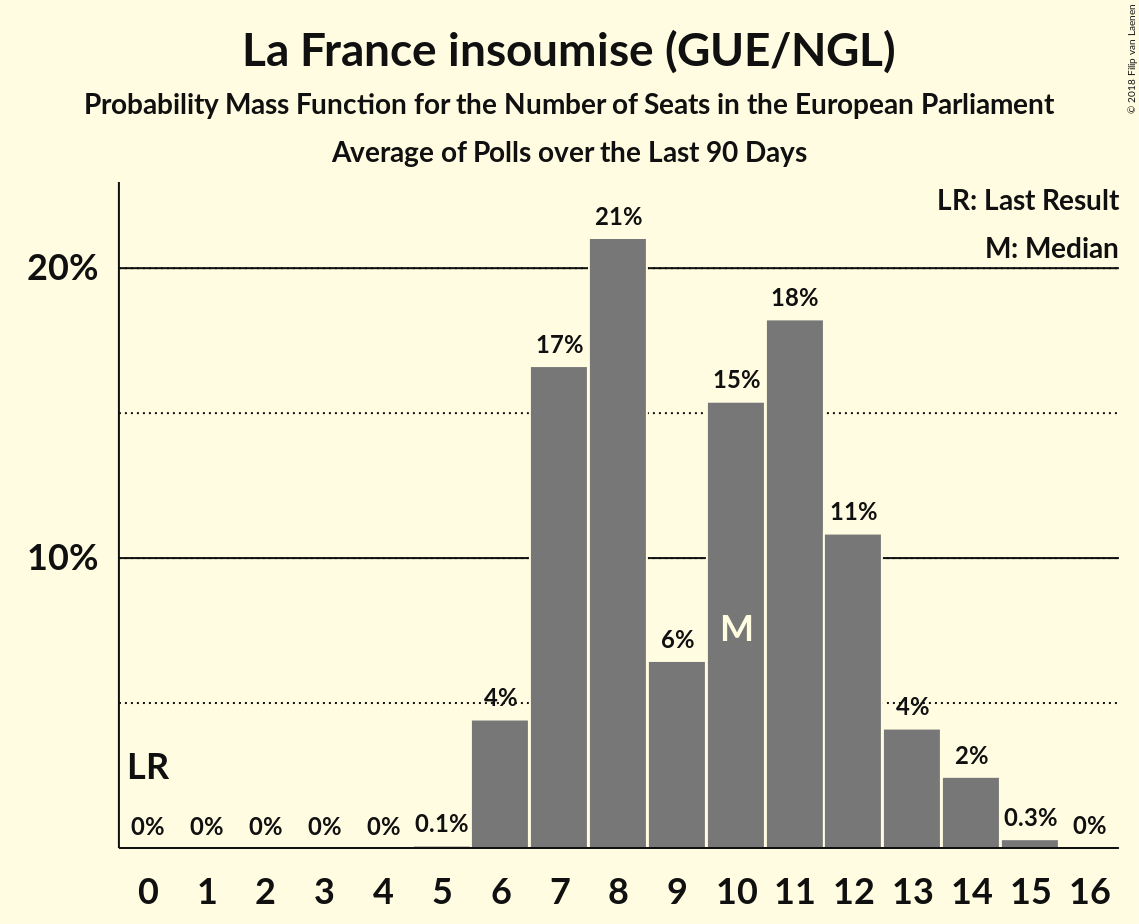 La France insoumise (GUE/NGL)
Probability Mass Function for the Number of Seats in the European Parliament
Average of Polls over the Last 90 Days
© 2018 Filip van Laenen
LR: Last Result
M: Median
21%
20%
18%
17%
15%
11%
10%
6%
M
4%
4%
LR
2%
0% 0% 0% 0% 0% 0.1% 0.3% 0%
0 1 2 3 4 5 6 7 8 9 10 11 12 13 14 15 16